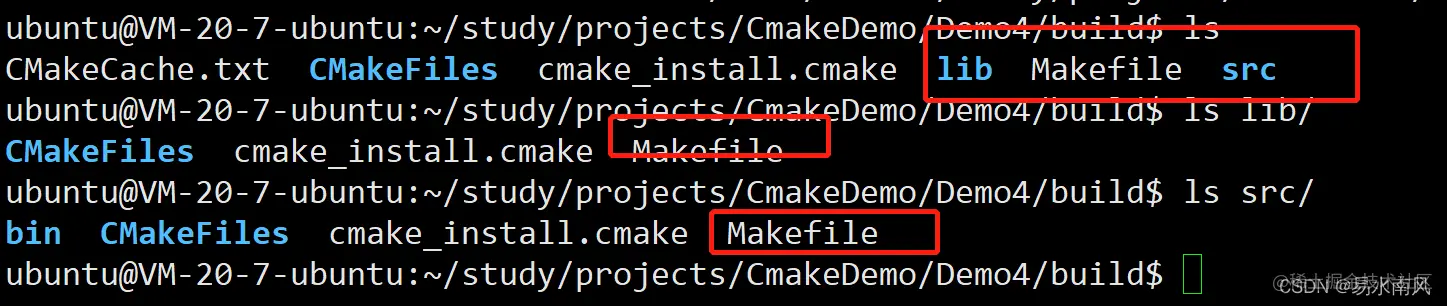 ubuntu@VM-20-7-ubuntu:~/study/projects/CmakeDemo/Demo4/build$ ls
CMakeCache.txt  CMakeFiles  cmake_install.cmake  lib  Makefile  src
ubuntu@VM-20-7-ubuntu:~/study/projects/CmakeDemo/Demo4/build$ ls lib/
CMakeFiles  cmake_install.cmake  Makefile
ubuntu@VM-20-7-ubuntu:~/study/projects/CmakeDemo/Demo4/build$ ls src/
bin  CMakeFiles  cmake_install.cmake  Makefile
ubuntu@VM-20-7-ubuntu:~/study/projects/CmakeDemo/Demo4/build$
@稀土掘金技术社区
CSDN @易水南风